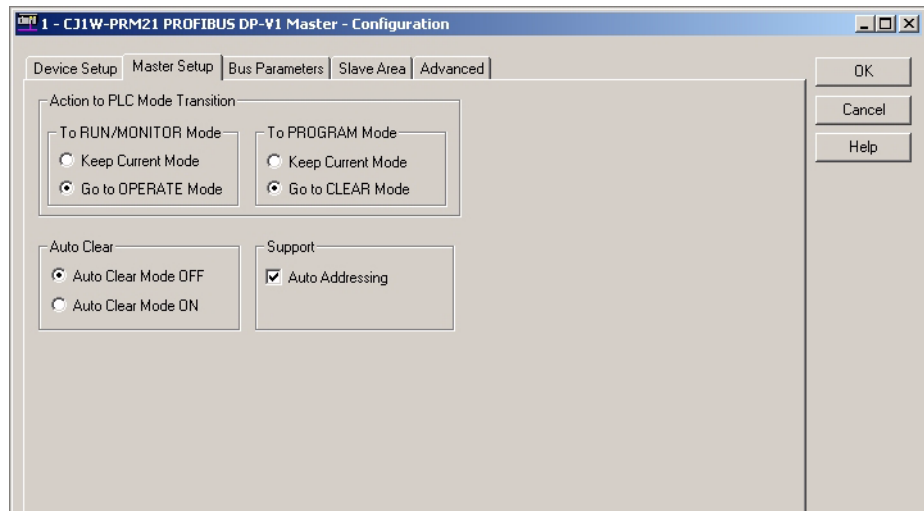 1 - CJ1W-PRM21 PROFIBUS DP-V1 Master - Configuration
Device Setup Master Setup Bus Parameters Slave Area Advanced
OK
Cancel
Help
Action to PLC Mode Transition
To RUN/MONITOR Mode
Keep Current Mode
Go to OPERATE Mode
To PROGRAM Mode
Keep Current Mode
Go to CLEAR Mode
Auto Clear
Auto Clear Mode OFF
Auto Clear Mode ON
Support
Auto Addressing